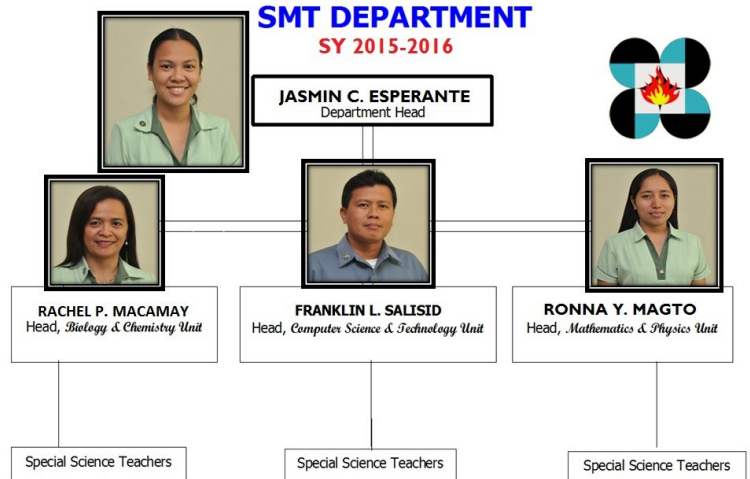 SMT DEPARTMENT
SY 2015-2016
JASMIN C. ESPERANTE
Department Head
RACHEL P. MACAMAY
Head, Biology & Chemistry Unit
FRANKLIN L. SALISID
Head, Computer Science & Technology Unit
RONNA Y. MAGTO
Head, Mathematics & Physics Unit
Special Science Teachers
Special Science Teachers
Special Science Teachers